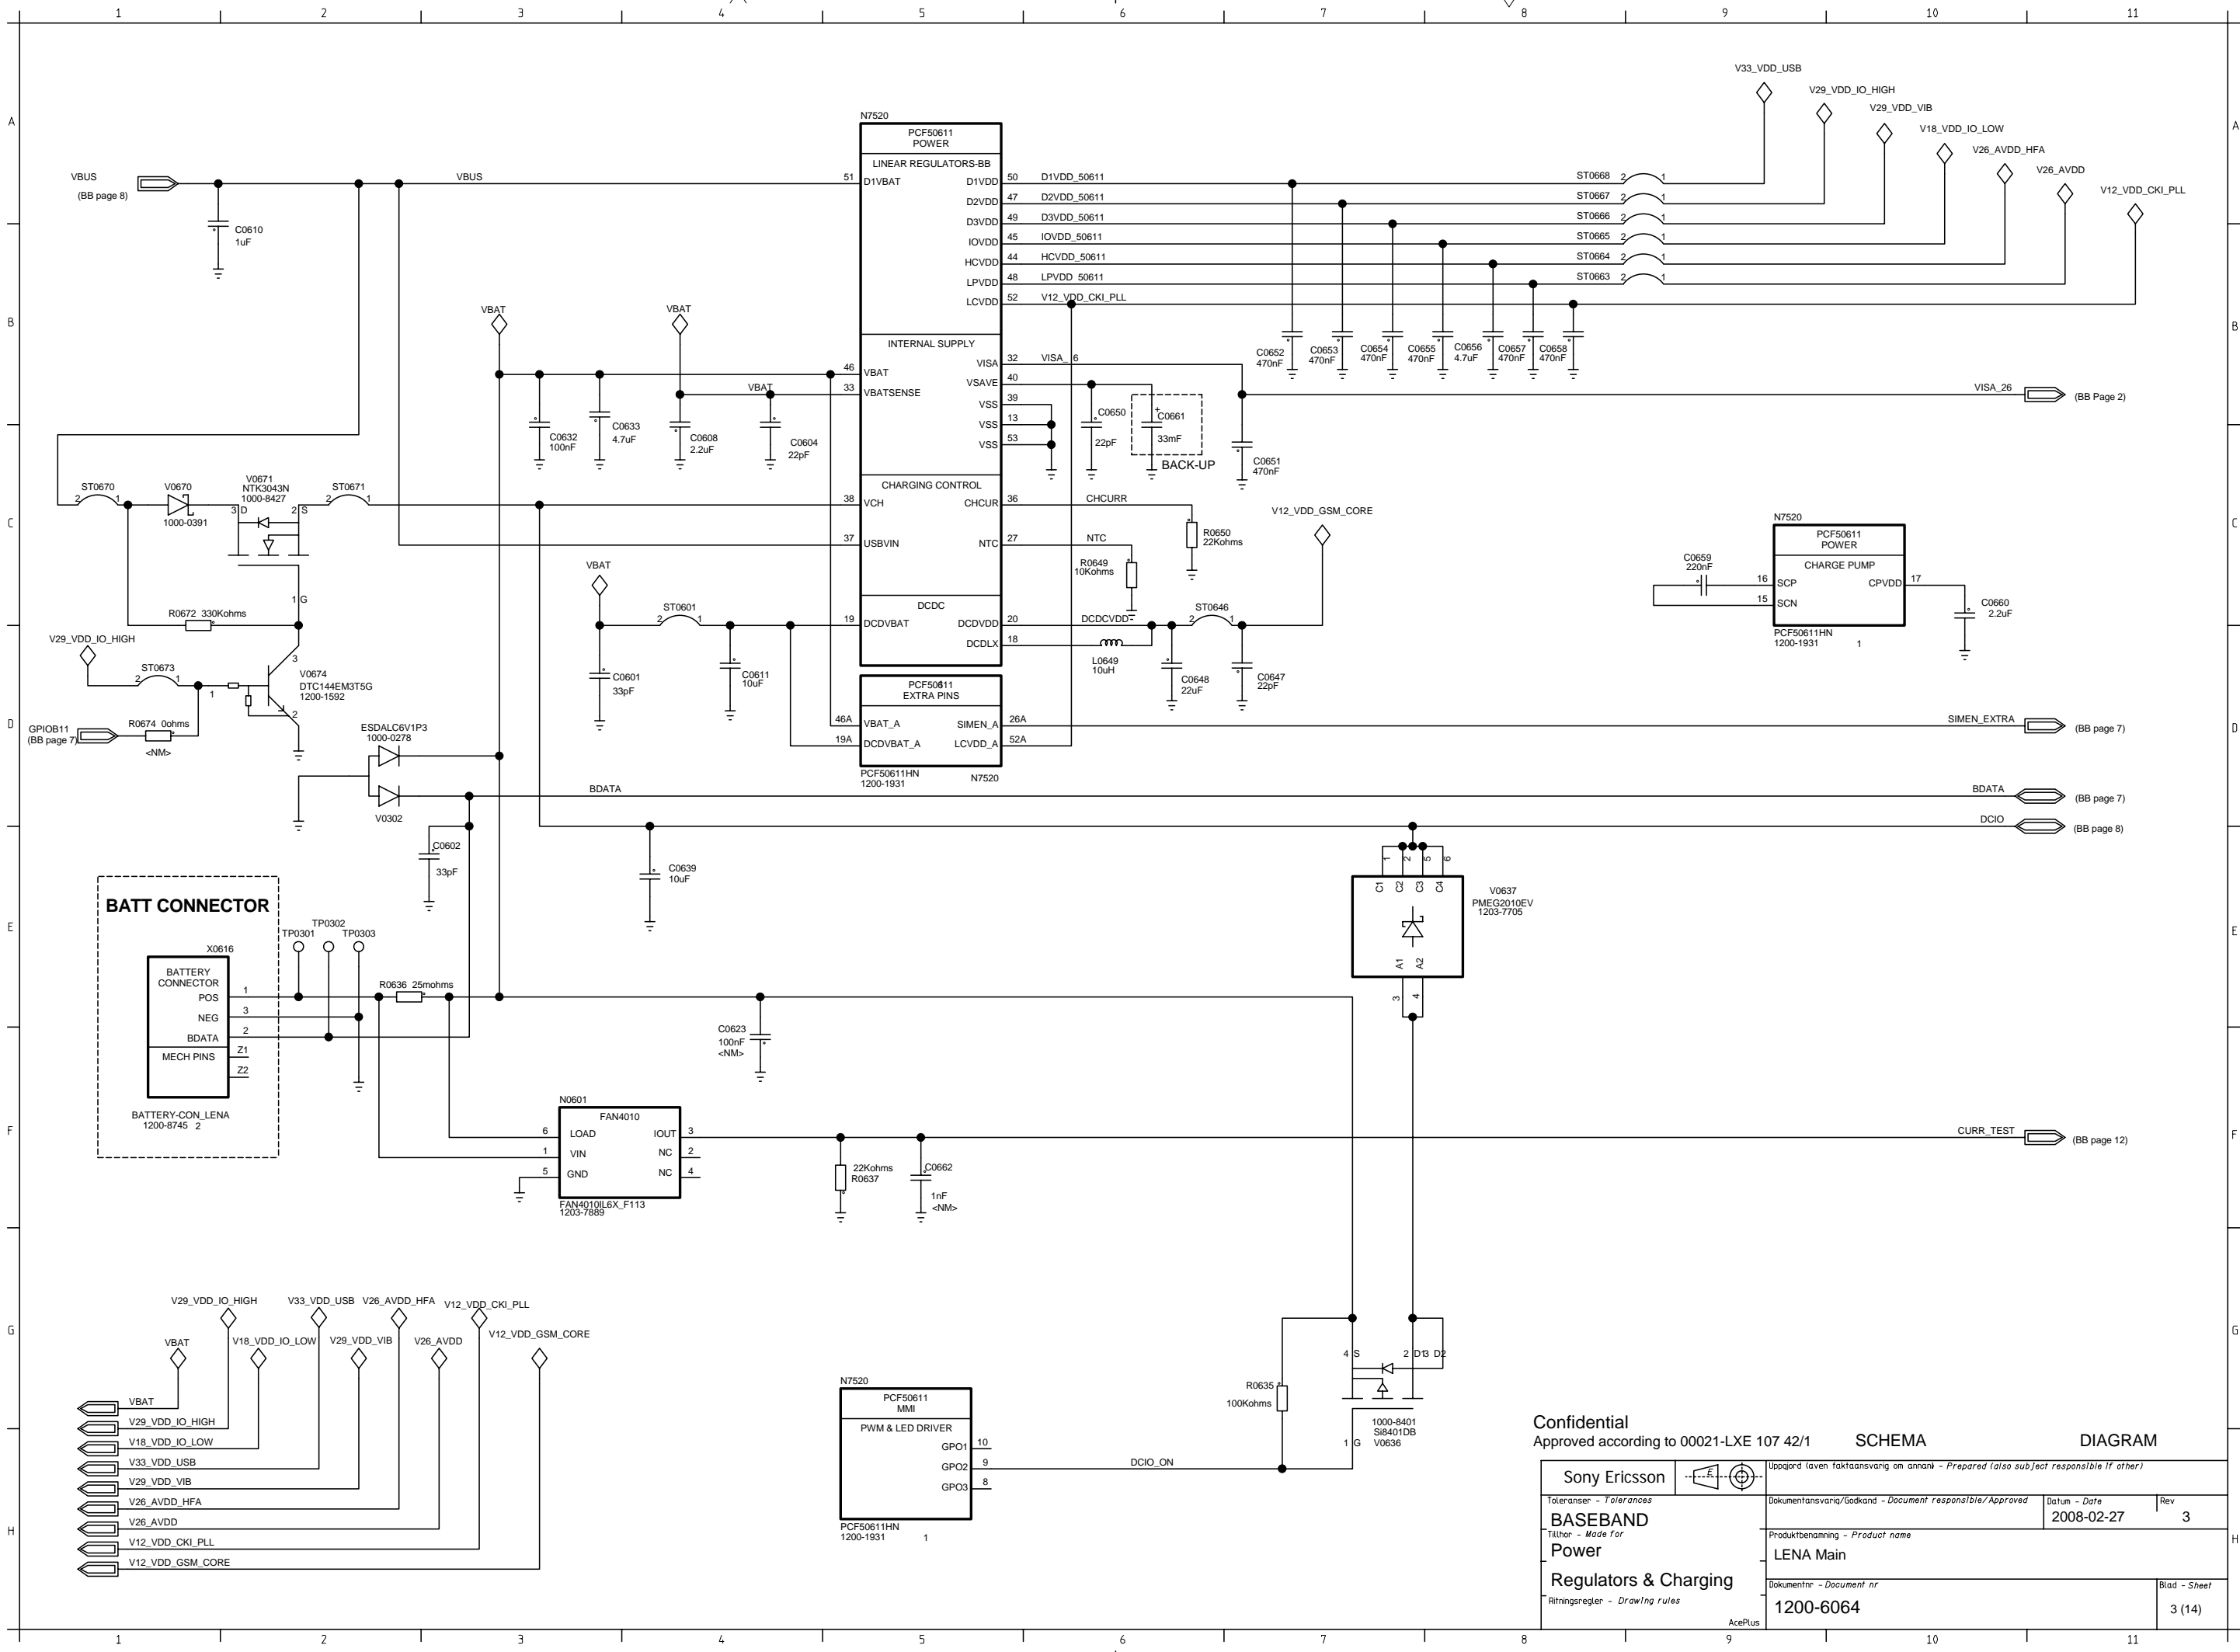 1 2 3 4 5 6 7 8 9 10 11
A
B
C
D
E
F
G
H
VBUS
(BB page 8)
VBUS
C0610
1uF
N7520
PCF50611
POWER
LINEAR REGULATORS-BB
51 D1VBAT
D1VDD 50 D1VDD_50611
D2VDD 47 D2VDD_50611
D3VDD 49 D3VDD_50611
IOVDD 45 IOVDD_50611
HCVDD 44 HCVDD_50611
LPVDD 48 LPVDD_50611
LCVDD 52 V12_VDD_CKI_PLL
ST0668 2 1
ST0667 2 1
ST0666 2 1
ST0665 2 1
ST0664 2 1
ST0663 2 1
V33_VDD_USB
V29_VDD_IO_HIGH
V29_VDD_VIB
V18_VDD_IO_LOW
V26_AVDD_HFA
V26_AVDD
V12_VDD_CKI_PLL
C0652
470nF
C0653
470nF
C0654
470nF
C0655
470nF
C0656
4.7uF
C0657
470nF
C0658
470nF
VBAT
VBAT
VBAT
INTERNAL SUPPLY
46 VBAT
33 VBATSENSE
VISA 32
VSAVE 40
VSS 39
VSS 13
VSS 53
C0632
100nF
C0633
4.7uF
C0608
2.2uF
C0604
22pF
C0650
22pF
C0661
33mF
BACK-UP
C0651
470nF
VISA_26
(BB Page 2)
ST0670
2 1
V0670
1000-0391
V0671
NTK3043N
1000-8427
3 D 2 S
1 G
ST0671
2 1
CHARGING CONTROL
38 VCH
37 USBVIN
CHCUR 36 CHCURR
NTC 27 NTC
R0650
22Kohms
R0649
10Kohms
V12_VDD_GSM_CORE
N7520
PCF50611
POWER
CHARGE PUMP
16 SCP
15 SCN
CPVDD 17
C0659
220nF
C0660
2.2uF
PCF50611HN
1200-1931 1
R0672 330Kohms
V29_VDD_IO_HIGH
ST0673
2 1
1
3
2
V0674
DTC144EM3T5G
1200-1592
GPIOB11
(BB page 7)
R0674 0ohms
<NM>
VBAT
ST0601
2 1
C0601
33pF
C0611
10uF
DCDC
19 DCDVBAT
DCDVDD 20 DCDCVDD
DCDLX 18
L0649
10uH
ST0646
2 1
C0648
22uF
C0647
22pF
PCF50611
EXTRA PINS
46A VBAT_A
19A DCDVBAT_A
SIMEN_A 26A
LCVDD_A 52A
PCF50611HN
1200-1931
N7520
SIMEN_EXTRA
(BB page 7)
ESDALC6V1P3
1000-0278
V0302
BDATA
BDATA
(BB page 7)
DCIO
(BB page 8)
C0602
33pF
C0639
10uF
1 2 5 6
C1 C2 C3 C4
A1 A2
3 4
V0637
PMEG2010EV
1203-7705
BATT CONNECTOR
X0616
BATTERY
CONNECTOR
POS 1
NEG 3
BDATA 2
MECH PINS
Z1
Z2
BATTERY-CON_LENA
1200-8745 2
TP0301
TP0302
TP0303
R0636 25mohms
C0623
100nF
<NM>
N0601
FAN4010
6 LOAD
1 VIN
5 GND
IOUT 3
NC 2
NC 4
FAN4010IL6X_F113
1203-7889
22Kohms
R0637
C0662
1nF
<NM>
CURR_TEST
(BB page 12)
V29_VDD_IO_HIGH
V33_VDD_USB
V26_AVDD_HFA
V12_VDD_CKI_PLL
VBAT
V18_VDD_IO_LOW
V29_VDD_VIB
V26_AVDD
V12_VDD_GSM_CORE
VBAT
V29_VDD_IO_HIGH
V18_VDD_IO_LOW
V33_VDD_USB
V29_VDD_VIB
V26_AVDD_HFA
V26_AVDD
V12_VDD_CKI_PLL
V12_VDD_GSM_CORE
N7520
PCF50611
MMI
PWM & LED DRIVER
GPO1 10
GPO2 9
GPO3 8
PCF50611HN
1200-1931 1
DCIO_ON
R0635
100Kohms
4 S
1 G
1000-8401
Si8401DB
V0636
Confidential
Approved according to 00021-LXE 107 42/1 SCHEMA DIAGRAM
Sony Ericsson
E
Uppgjord (aven faktaansvarig om annan) - Prepared (also subject responsible if other)
Toleranser - Tolerances
BASEBAND
Dokumentansvarig/Godkand - Document responsible/Approved
Datum - Date
2008-02-27
Rev
3
Tillhor - Made for
Power
Produktbenamning - Product name
LENA Main
Regulators & Charging
Dokumentnr - Document nr
1200-6064
Blad - Sheet
3 (14)
Ritningsregler - Drawing rules
AcePlus
1 2 3 4 5 6 7 8 9 10 11